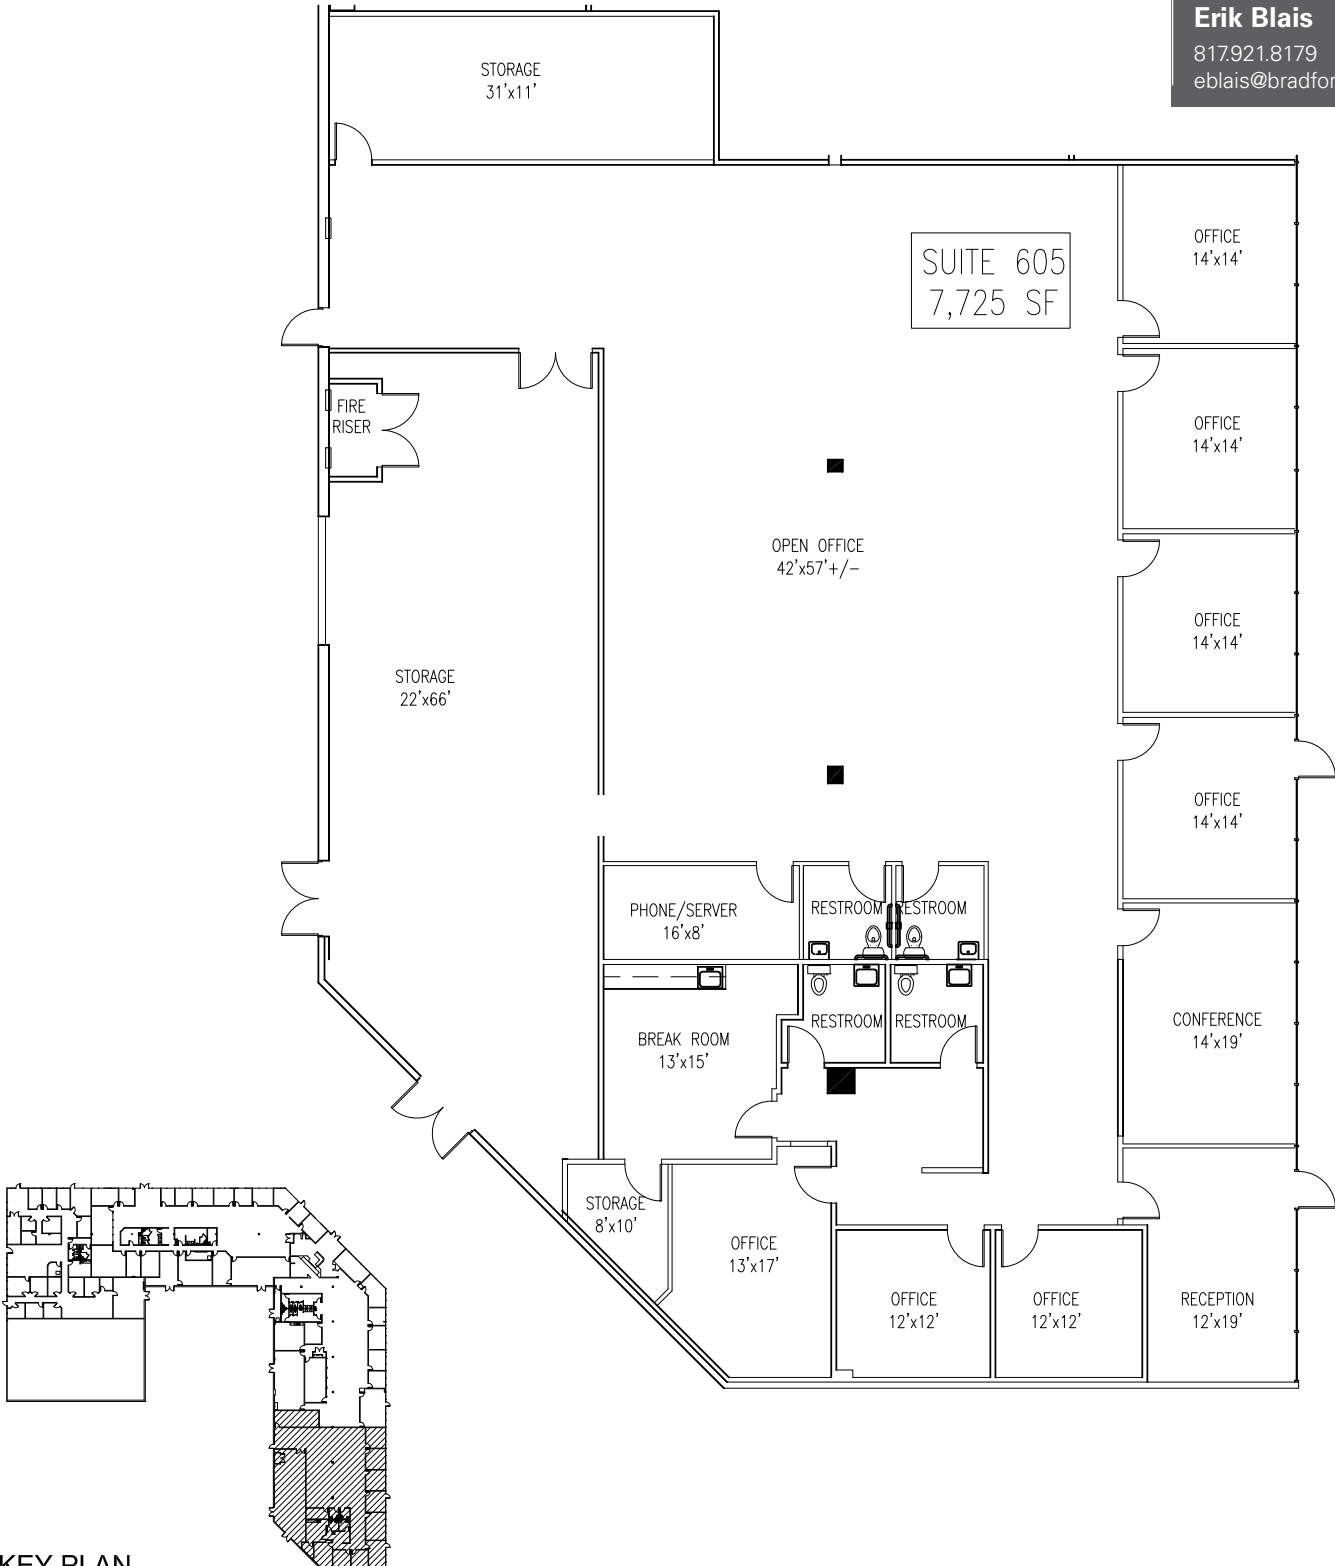 Erik Blais
817.921.8179
eblais@bradfor
STORAGE
31'x11'
SUITE 605
7,725 SF
OFFICE
14'x14'
FIRE
RISER
OFFICE
14'x14'
OPEN OFFICE
42'x57'+/-
OFFICE
14'x14'
STORAGE
22'x66'
OFFICE
14'x14'
PHONE/SERVER
16'x8'
RESTROOM
RESTROOM
CONFERENCE
14'x19'
BREAK ROOM
13'x15'
RESTROOM
RESTROOM
STORAGE
8'x10'
OFFICE
13'x17'
OFFICE
12'x12'
OFFICE
12'x12'
RECEPTION
12'x19'
KEY PLAN